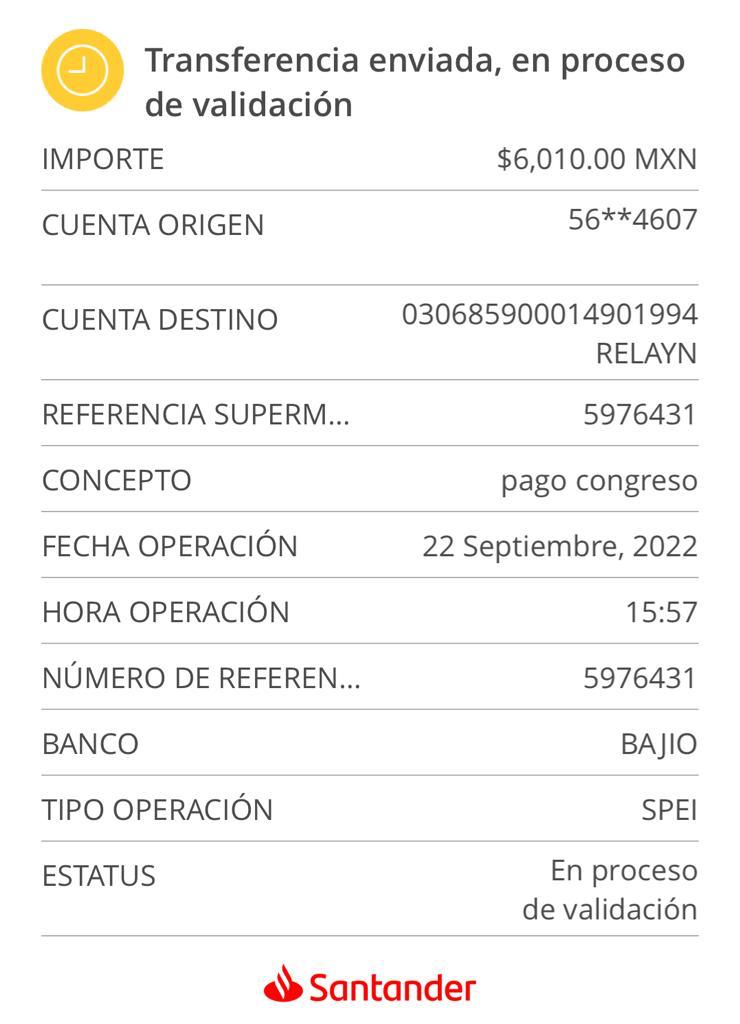 Transferencia enviada, en proceso
de validación
IMPORTE $6,010.00 MXN
CUENTA ORIGEN 56**4607
CUENTA DESTINO 030685900014901994
RELAYN
REFERENCIA SUPERM... 5976431
CONCEPTO pago congreso
FECHA OPERACIÓN 22 Septiembre, 2022
HORA OPERACIÓN 15:57
NÚMERO DE REFEREN... 5976431
BANCO BAJIO
TIPO OPERACIÓN SPEI
ESTATUS En proceso
de validación
Santander